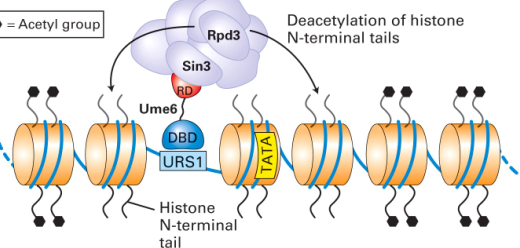 = Acetyl group
Rpd3
Deacetylation of histone
N-terminal tails
Sin3
RD
Ume6
DBD
URS1
TATA
Histone
N-terminal
tail